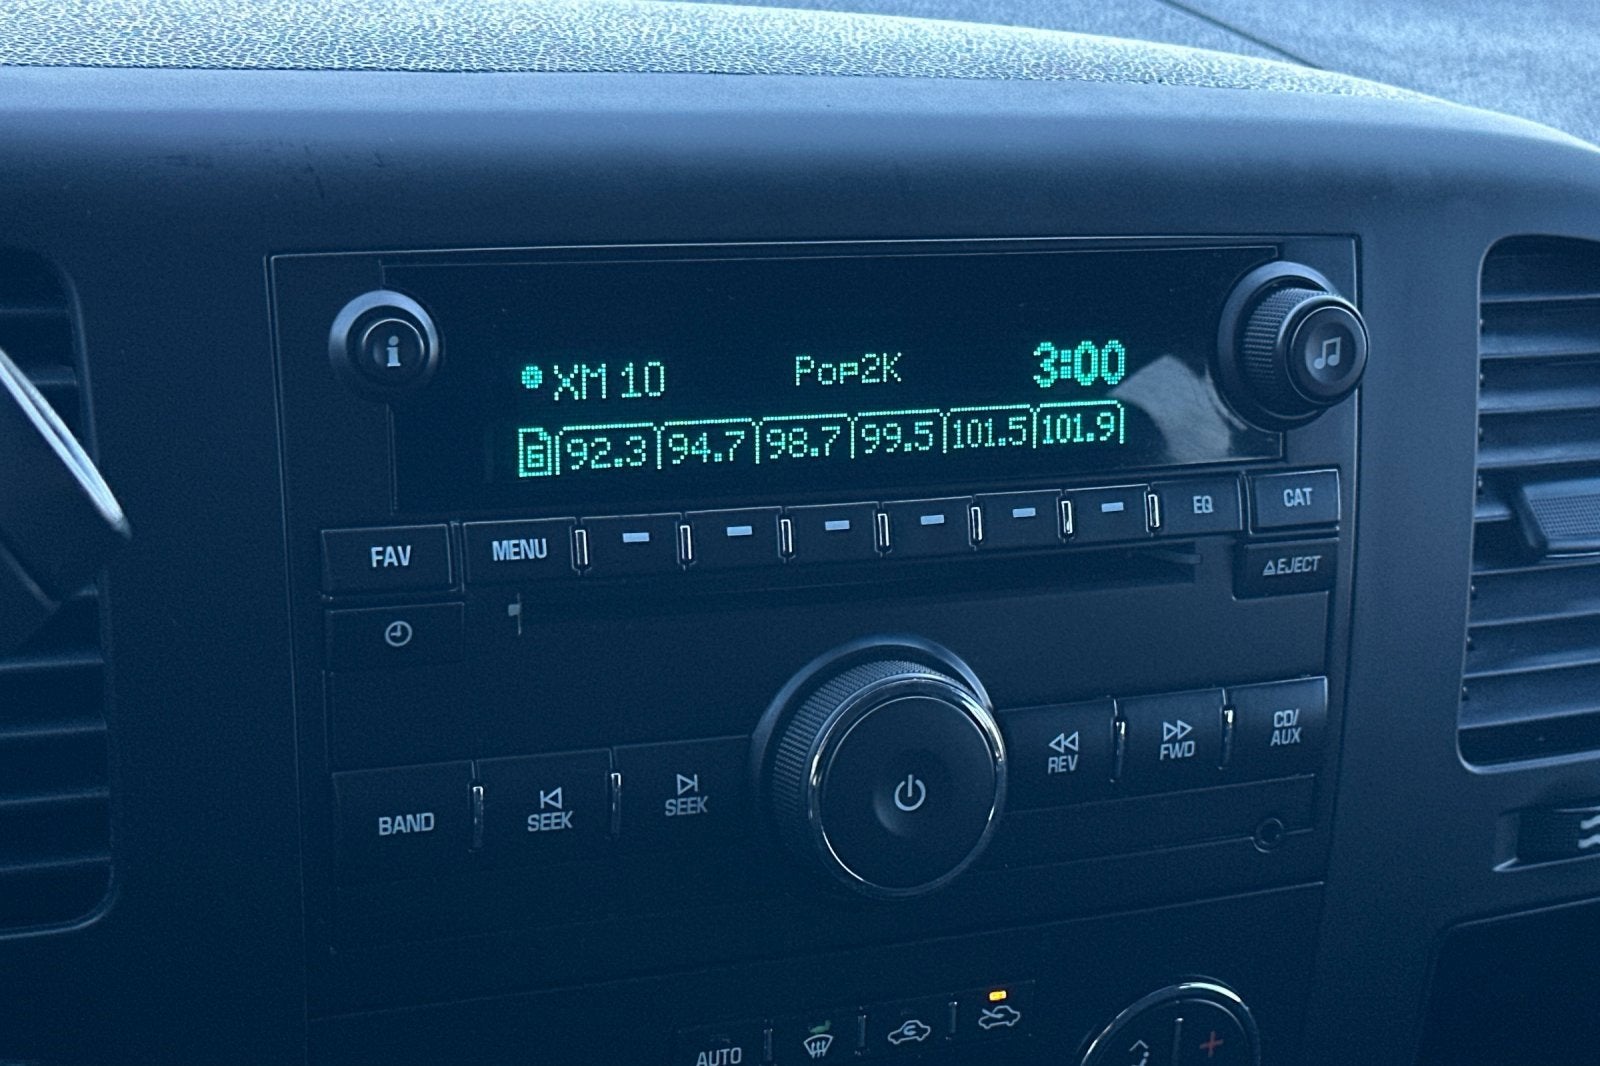 i
XM 10 Pop2K 3:00
6 92.3 94.7 98.7 99.5 101.5 101.9
FAV MENU EQ CAT
EJECT
BAND SEEK SEEK REV FWD CD/
AUX
AUTO